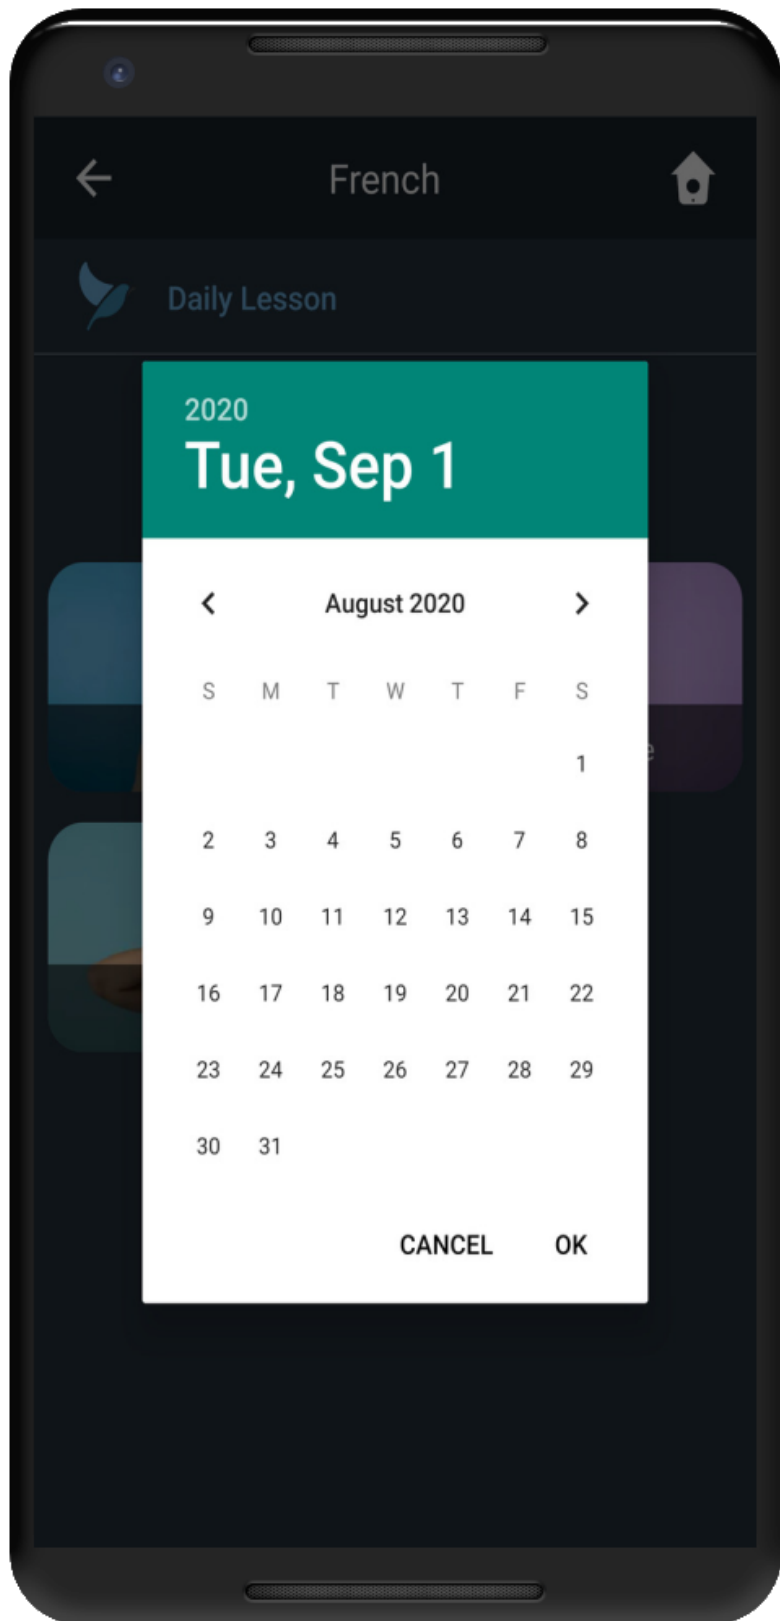 French
Daily Lesson
2020
Tue, Sep 1
August 2020
S M T W T F S
1
2 3 4 5 6 7 8
9 10 11 12 13 14 15
16 17 18 19 20 21 22
23 24 25 26 27 28 29
30 31
CANCEL OK